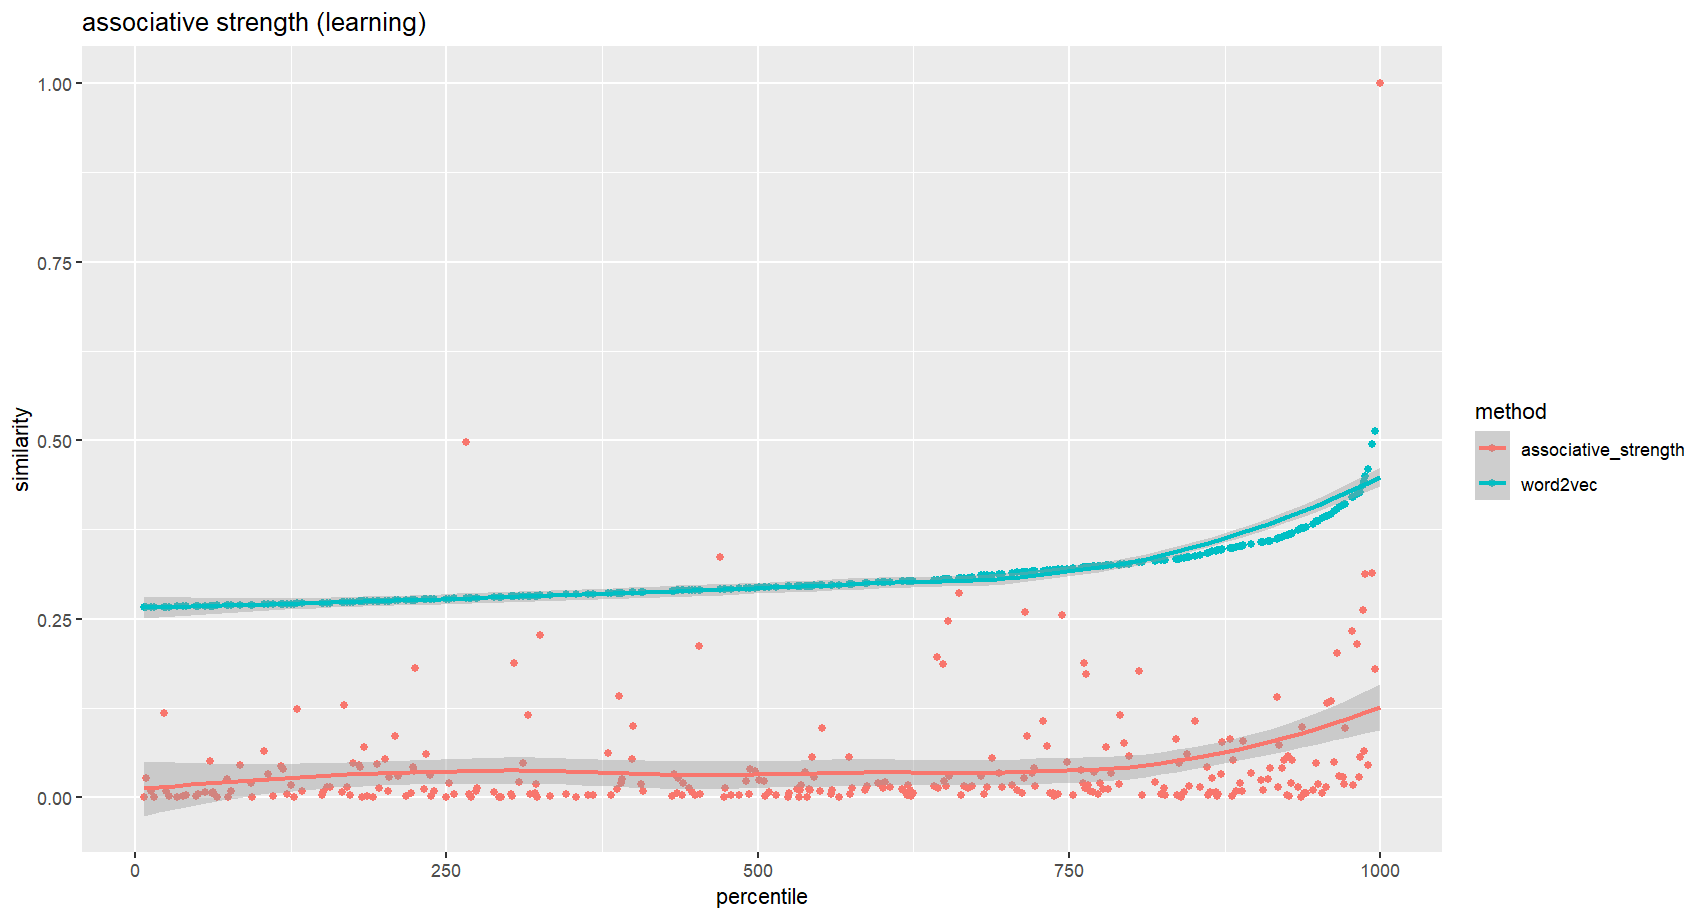 associative strength (learning)
1.00
0.75
0.50
0.25
0.00
similarity
0
250
500
750
1000
percentile
method
associative_strength
word2vec